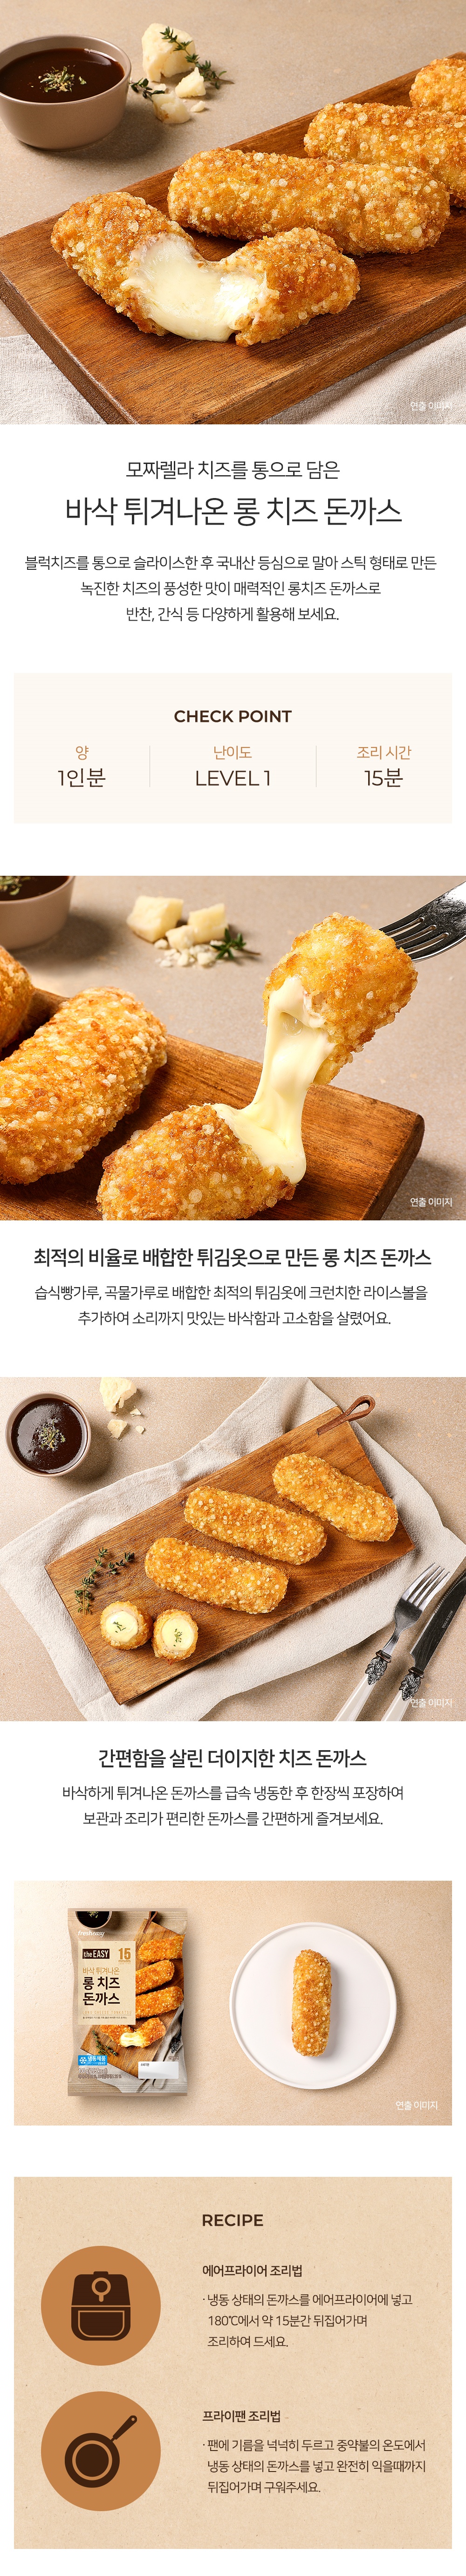 연출 이미지
모짜렐라 치즈를 통으로 담은
바삭 튀겨나온 롱 치즈 돈까스
블럭치즈를 통으로 슬라이스한 후 국내산 등심으로 말아 스틱 형태로 만든
녹진한 치즈의 풍성한 맛이 매력적인 롱치즈 돈까스로
반찬, 간식 등 다양하게 활용해 보세요.
CHECK POINT
양
1인분
난이도
LEVEL 1
조리 시간
15분
연출 이미지
최적의 비율로 배합한 튀김옷으로 만든 롱 치즈 돈까스
습식빵가루, 곡물가루로 배합한 최적의 튀김옷에 크런치한 라이스볼을
추가하여 소리까지 맛있는 바삭함과 고소함을 살렸어요.
연출 이미지
간편함을 살린 더이지한 치즈 돈까스
바삭하게 튀겨나온 돈까스를 급속 냉동한 후 한장씩 포장하여
보관과 조리가 편리한 돈까스를 간편하게 즐겨보세요.
the EASY 15
바삭 튀겨나온
롱 치즈
돈까스
연출 이미지
RECIPE
에어프라이어 조리법
· 냉동 상태의 돈까스를 에어프라이어에 넣고
180℃에서 약 15분간 뒤집어가며
조리하여 드세요.
프라이팬 조리법
· 팬에 기름을 넉넉히 두르고 중약불의 온도에서
냉동 상태의 돈까스를 넣고 완전히 익을때까지
뒤집어가며 구워주세요.